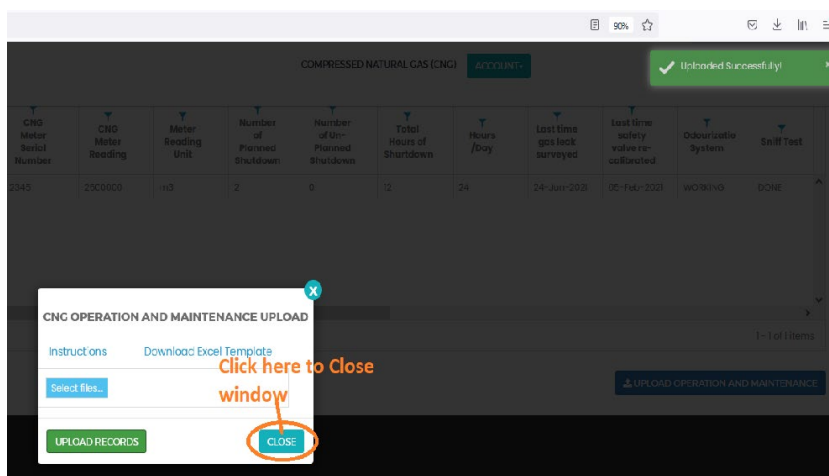 90%
COMPRESSED NATURAL GAS (CNG) ACCOUNT
Uploaded Successfully!
CNG Meter Serial Number
CNG Meter Reading
Meter Reading Unit
Number of Planned Shutdown
Number of Un-Planned Shutdown
Total Hours of Shartdown
Hours /Day
Last time gas leck surveyed
Last time safety valve re-calibrated
Odourizatio System
Sniff Test
2345 2500000 m3 2 0 12 24 24-Jun-2021 05-Feb-2021 WORKING DONE
X
CNG OPERATION AND MAINTENANCE UPLOAD
1 - 1 of 1 items
Instructions Download Excel Template
Click here to Close
window
Select files...
UPLOAD OPERATION AND MAINTENANCE
UPLOAD RECORDS CLOSE